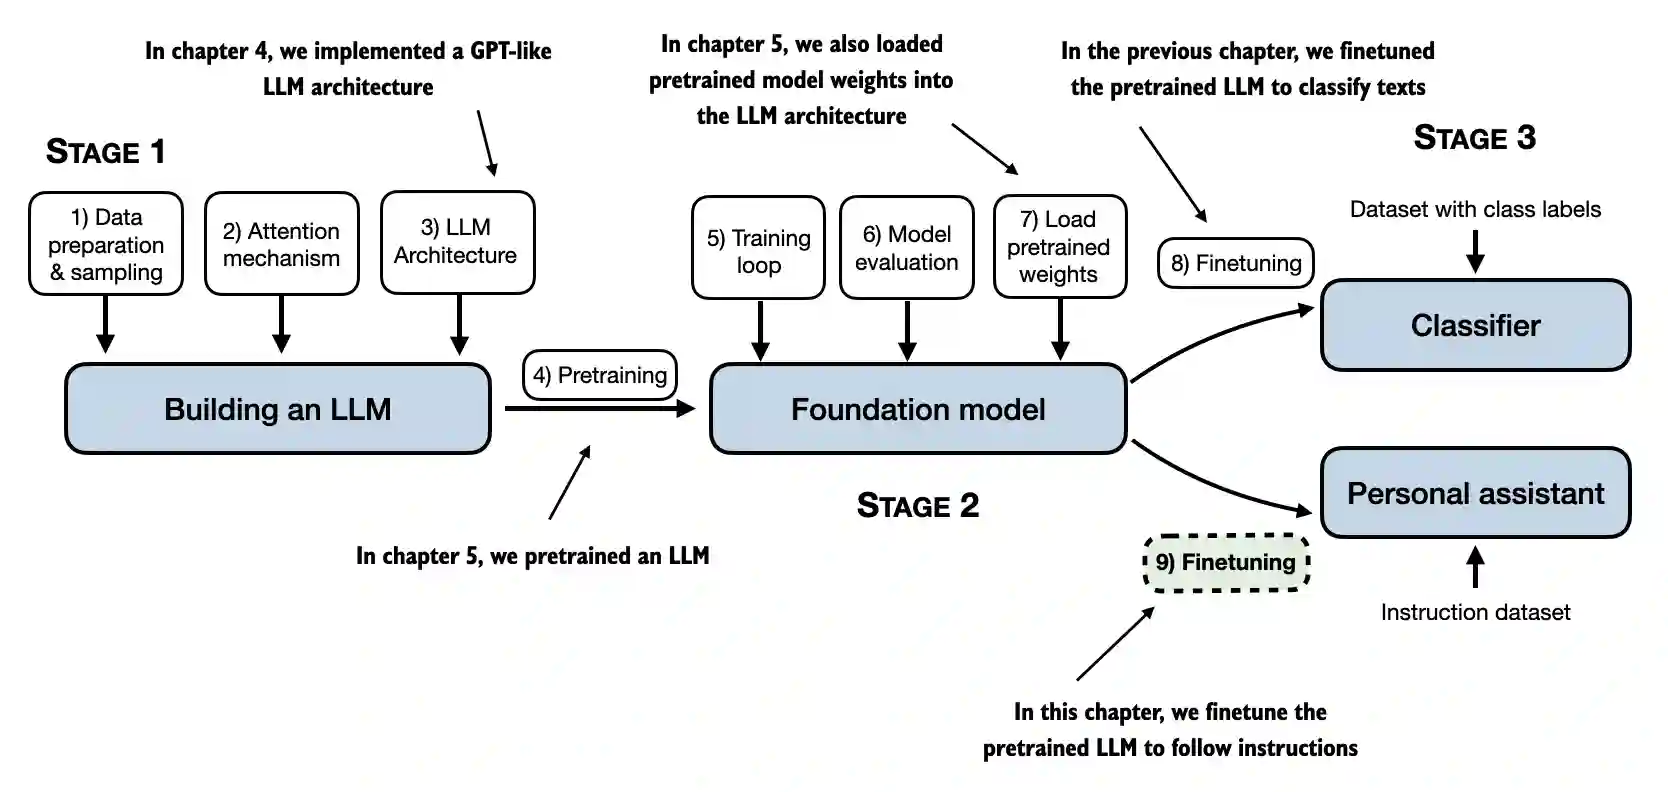 In chapter 4, we implemented a GPT-like
LLM architecture
In chapter 5, we also loaded
pretrained model weights into
the LLM architecture
In the previous chapter, we finetuned
the pretrained LLM to classify texts
STAGE 1
STAGE 3
1) Data
preparation
& sampling
2) Attention
mechanism
3) LLM
Architecture
5) Training
loop
6) Model
evaluation
7) Load
pretrained
weights
8) Finetuning
Dataset with class labels
Classifier
Building an LLM
4) Pretraining
Foundation model
STAGE 2
Personal assistant
In chapter 5, we pretrained an LLM
9) Finetuning
Instruction dataset
In this chapter, we finetune the
pretrained LLM to follow instructions